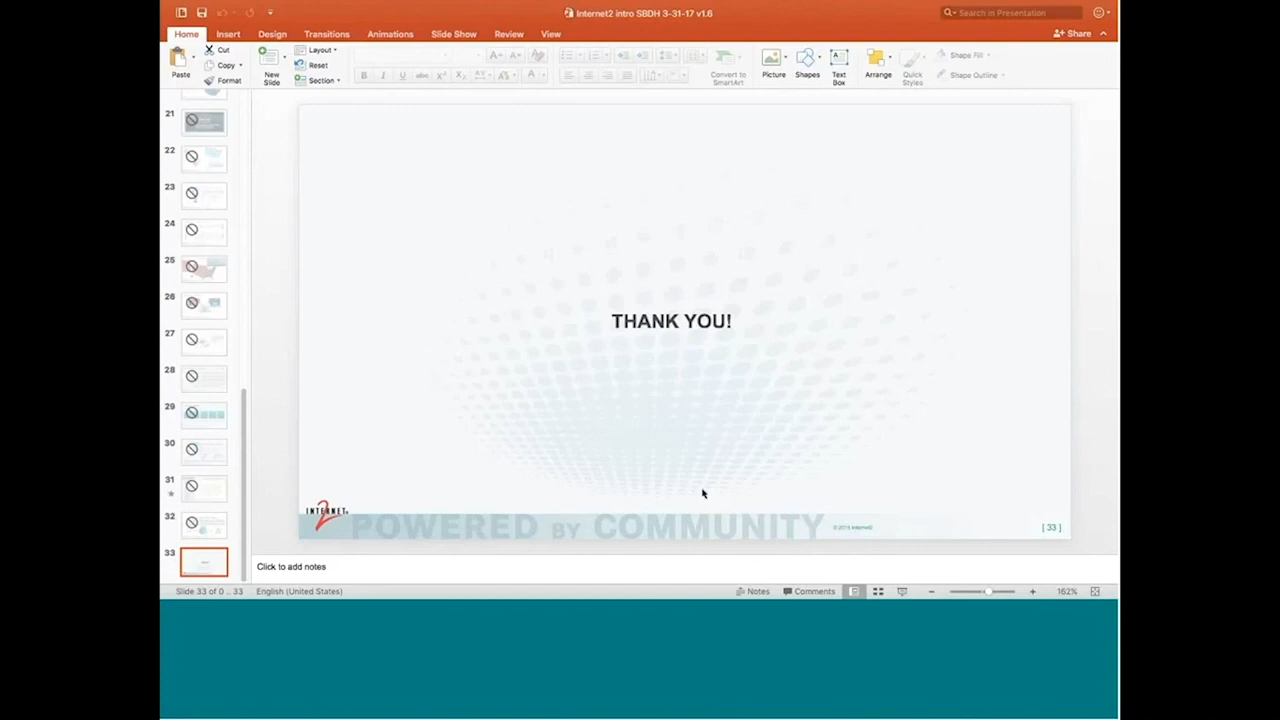 Internet2 intro SBDH 3-31-17 v1.6
Search in Presentation
Home Insert Design Transitions Animations Slide Show Review View
Share
Paste
Cut
Copy
Format
New
Slide
Layout
Reset
Section
Convert to
SmartArt
Picture
Shapes
Text
Box
Arrange
Quick
Styles
Shape Fill
Shape Outline
21
22
23
24
25
26
27
28
29
30
31
32
33
THANK YOU!
INTERNET
2
POWERED BY COMMUNITY
[ 33 ]
Click to add notes
Slide 33 of 0 .. 33
English (United States)
Notes
Comments
162%